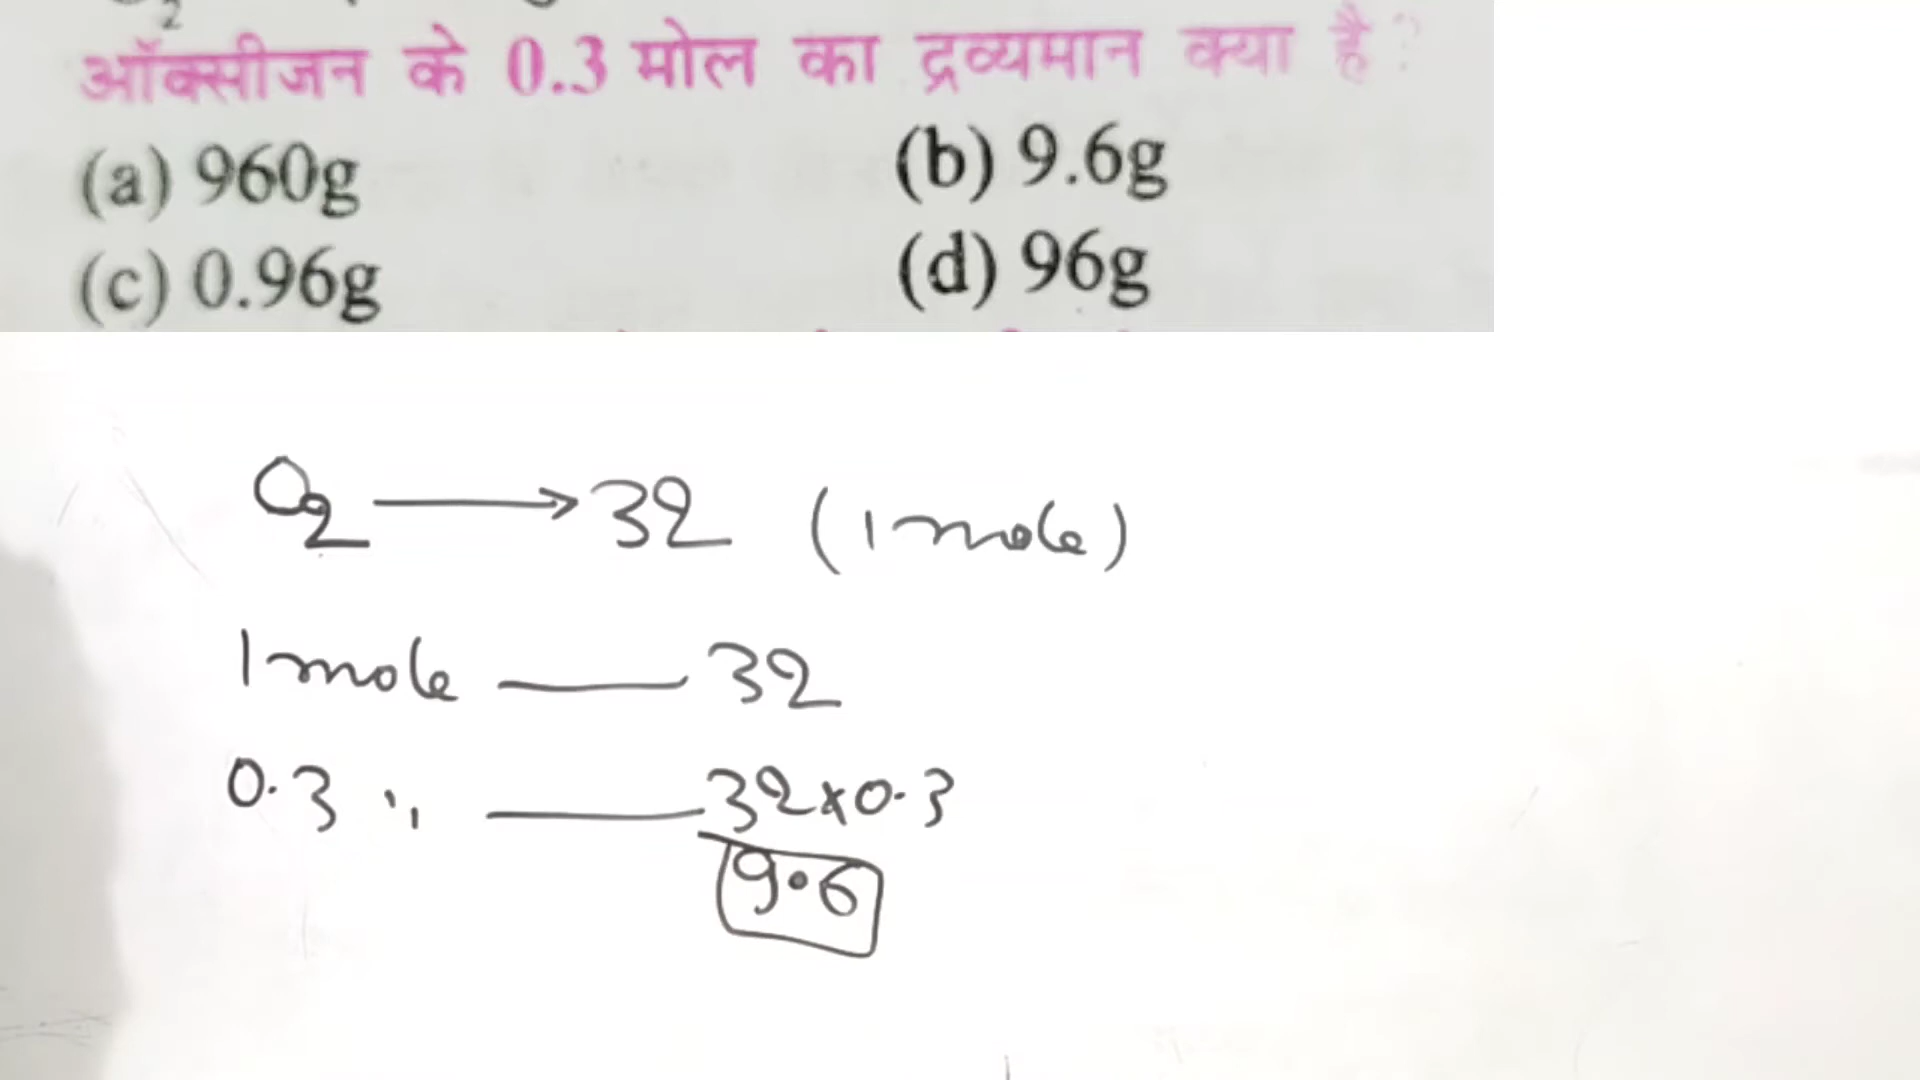 2
ऑक्सीजन के 0.3 मोल का द्रव्यमान क्या है ?
(a) 960g (b) 9.6g
(c) 0.96g (d) 96g
O2 → 32 (1 mole)
1 mole — 32
0.3 〃 — 32×0.3
9.6